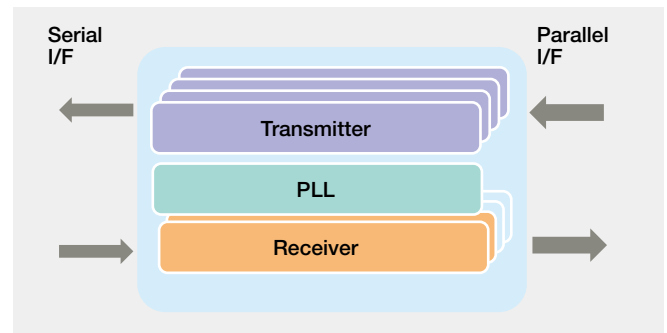 Serial
I/F
Parallel
I/F
Transmitter
PLL
Receiver